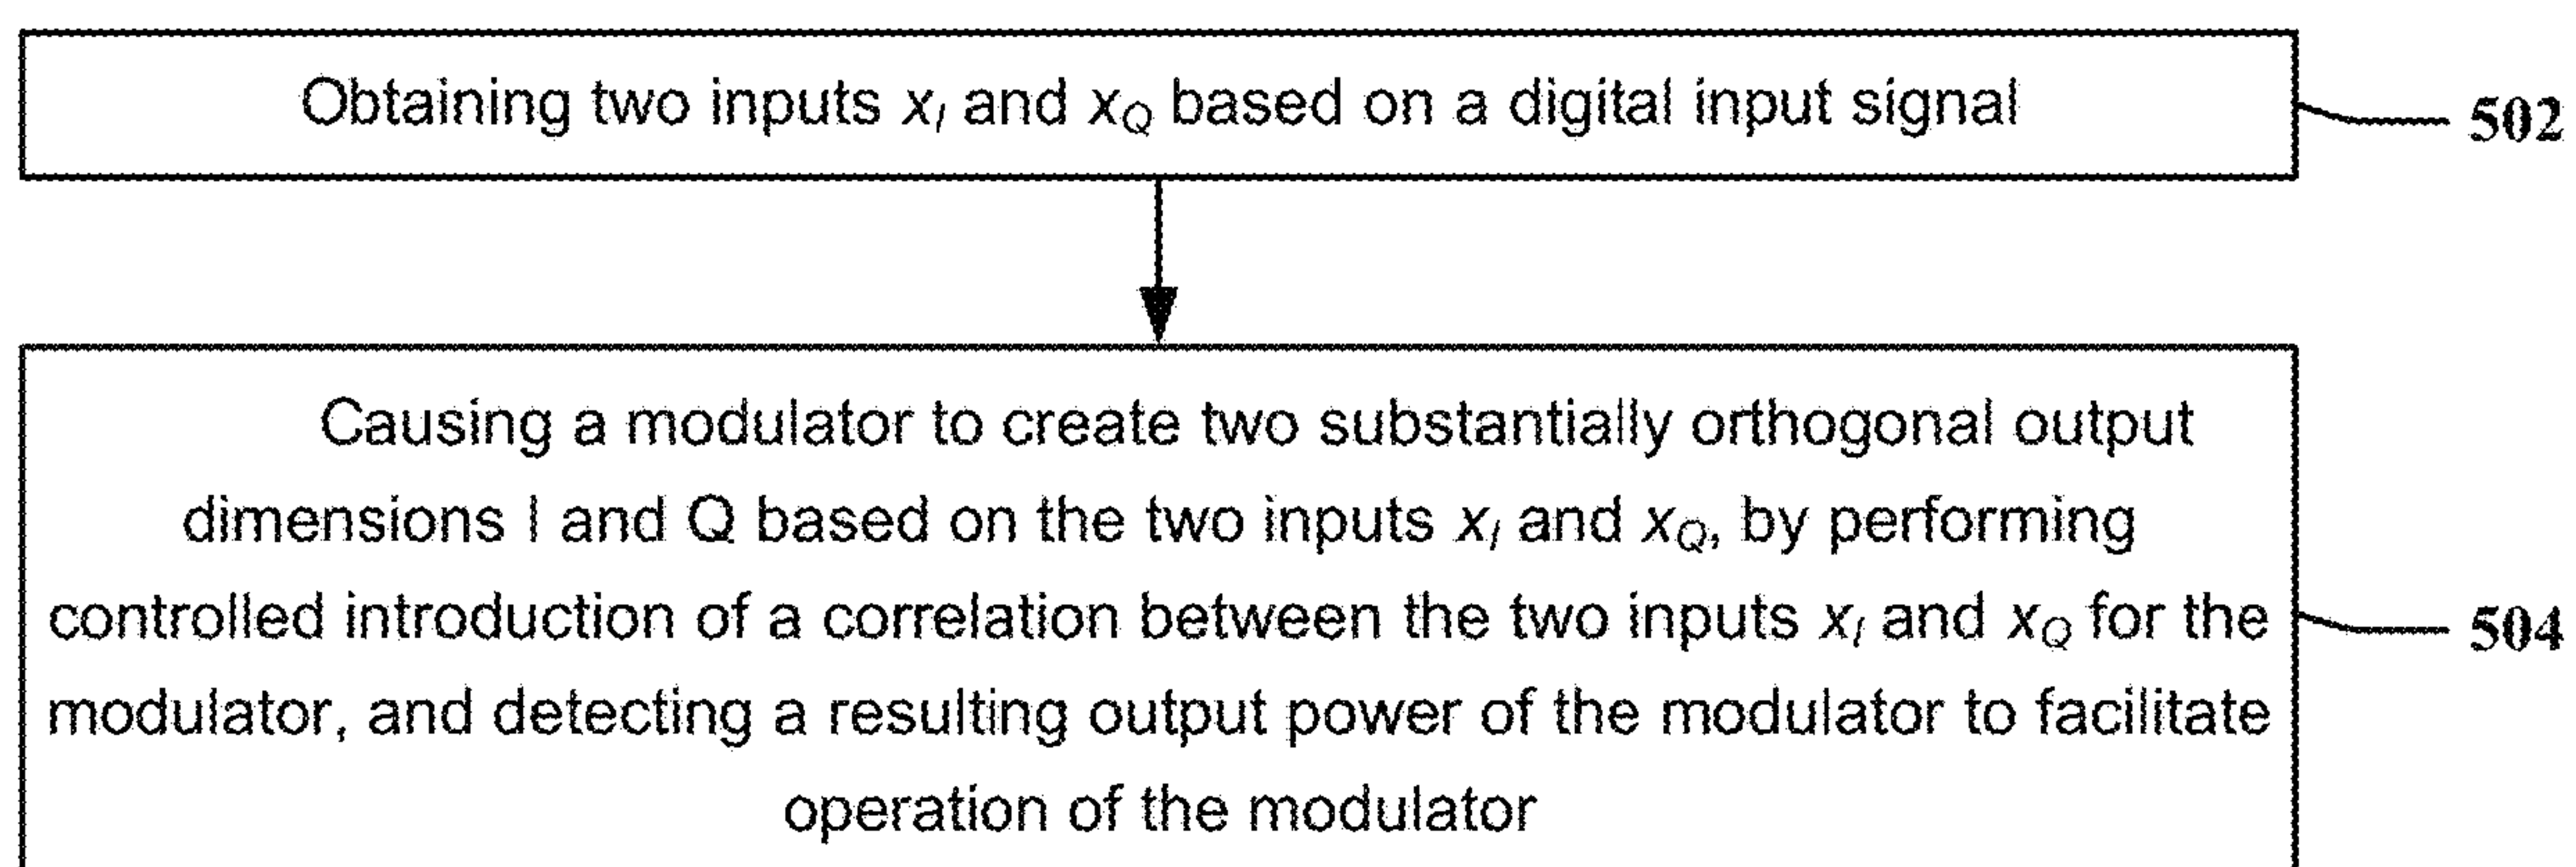 Obtaining two inputs x_I and x_Q based on a digital input signal
502
Causing a modulator to create two substantially orthogonal output
dimensions I and Q based on the two inputs x_I and x_Q, by performing
controlled introduction of a correlation between the two inputs x_I and x_Q for the
504
modulator, and detecting a resulting output power of the modulator to facilitate
operation of the modulator